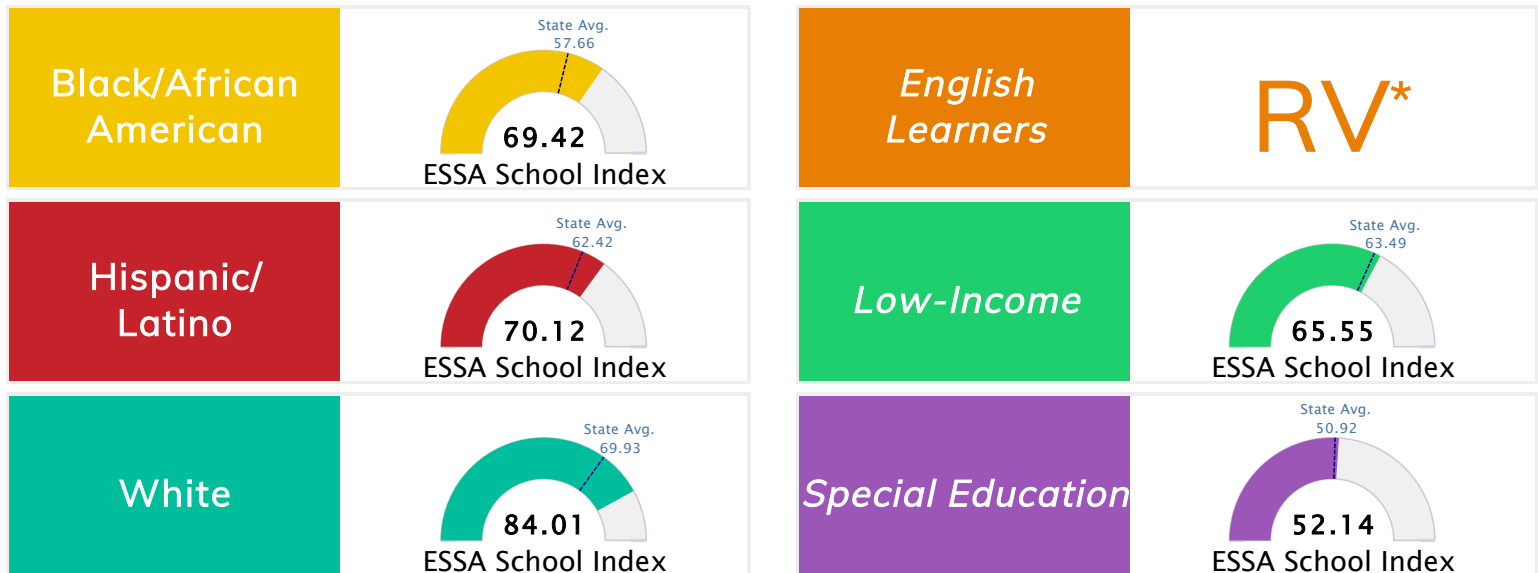 Black/African
American
State Avg.
57.66
69.42
ESSA School Index
English
Learners
RV*
Hispanic/
Latino
State Avg.
62.42
70.12
ESSA School Index
Low-Income
State Avg.
63.49
65.55
ESSA School Index
White
State Avg.
69.93
84.01
ESSA School Index
Special Education
State Avg.
50.92
52.14
ESSA School Index